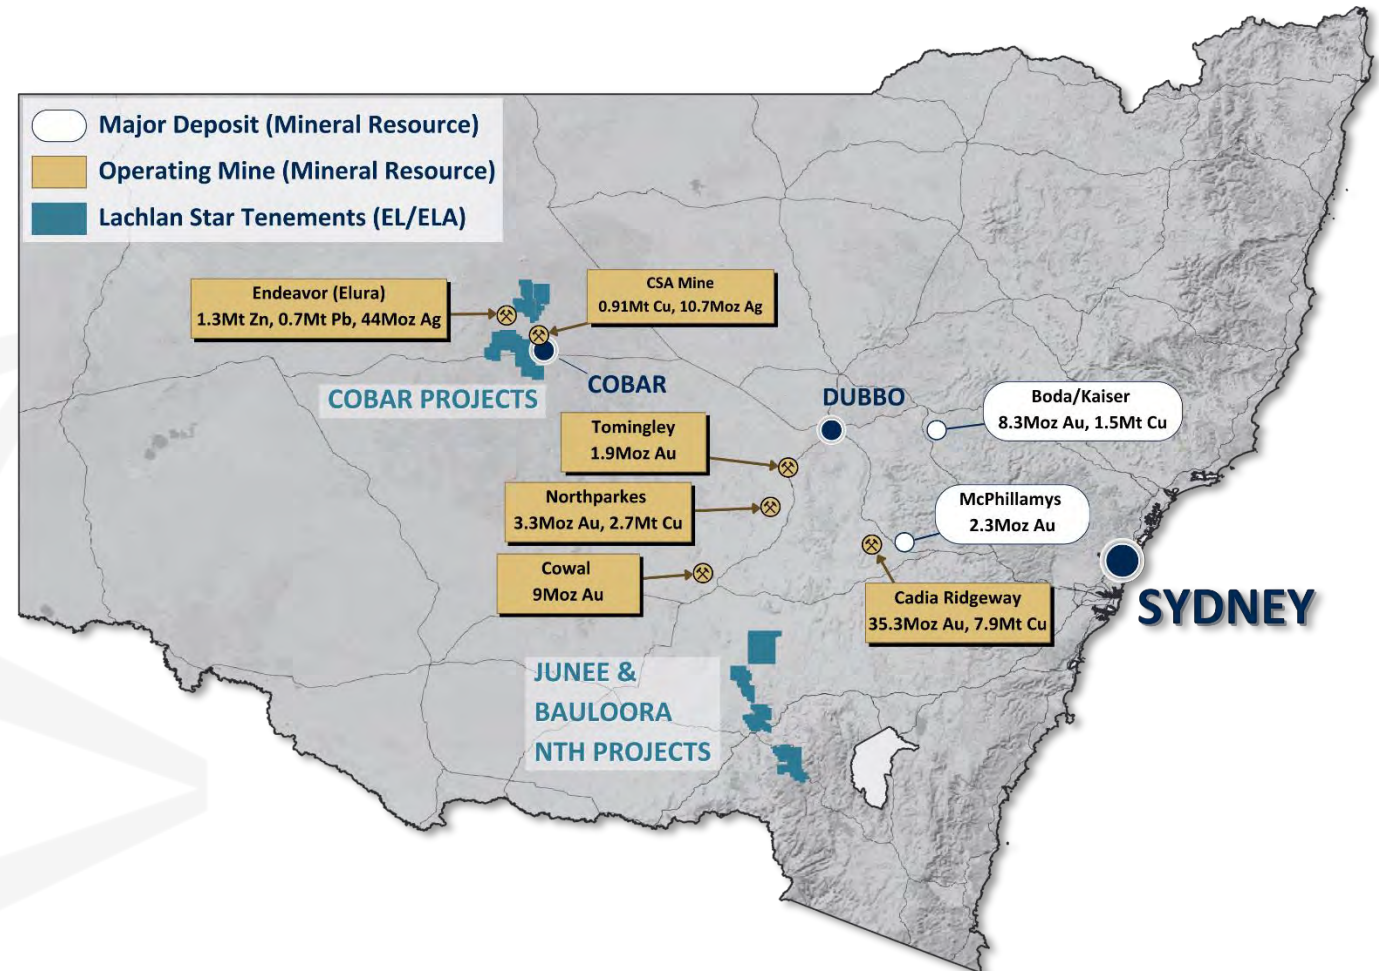 Major Deposit (Mineral Resource)
Operating Mine (Mineral Resource)
Lachlan Star Tenements (EL/ELA)
Endeavor (Elura)
1.3Mt Zn, 0.7Mt Pb, 44Moz Ag
CSA Mine
0.91Mt Cu, 10.7Moz Ag
COBAR
COBAR PROJECTS
DUBBO
Boda/Kaiser
8.3Moz Au, 1.5Mt Cu
Tomingley
1.9Moz Au
Northparkes
3.3Moz Au, 2.7Mt Cu
McPhillamys
2.3Moz Au
Cowal
9Moz Au
Cadia Ridgeway
35.3Moz Au, 7.9Mt Cu
SYDNEY
JUNEE &
BAULOORA
NTH PROJECTS